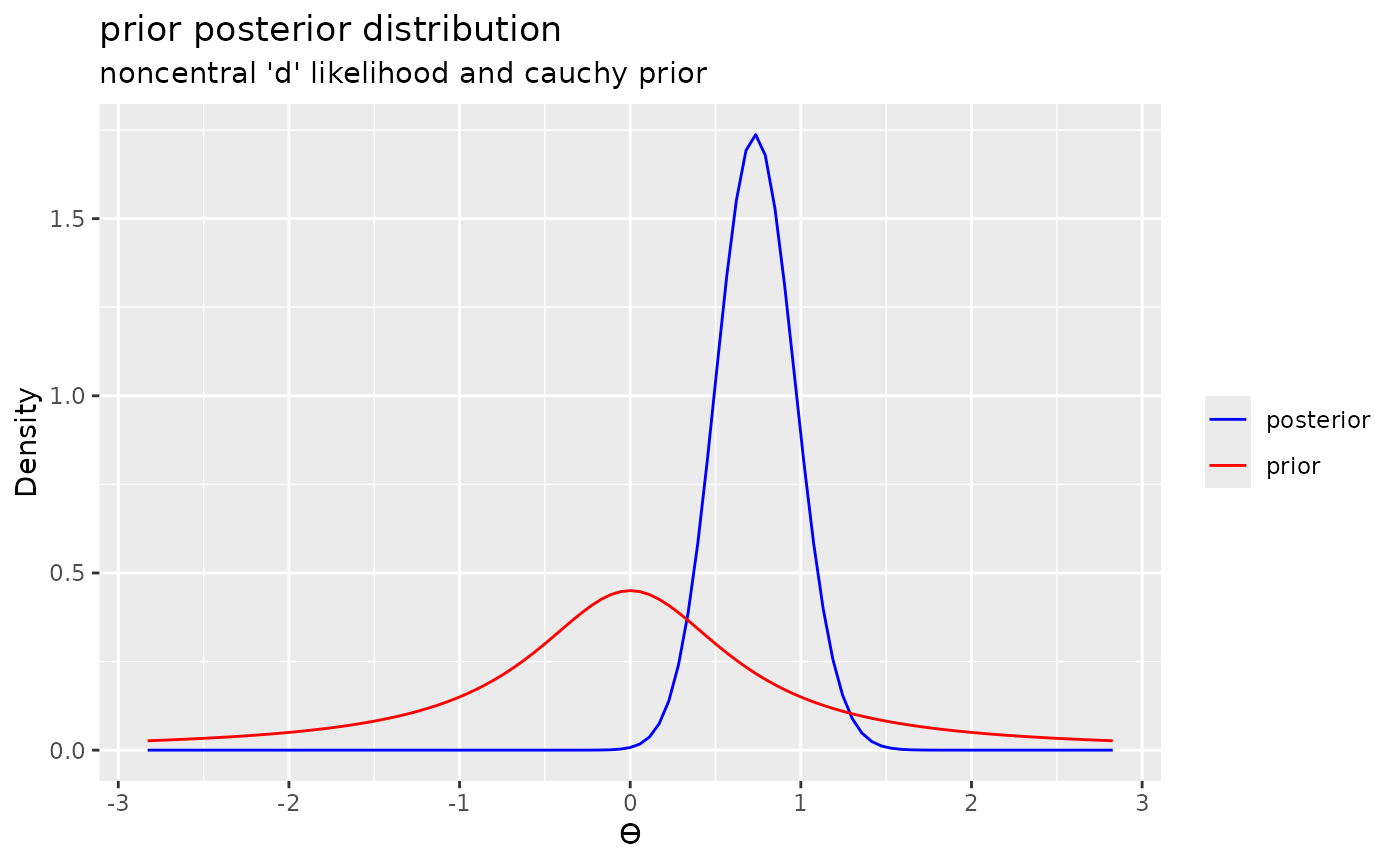 prior posterior distribution
noncentral 'd' likelihood and cauchy prior
Density
1.5
1.0
0.5
0.0
-3 -2 -1 0 1 2 3
Θ
posterior
prior